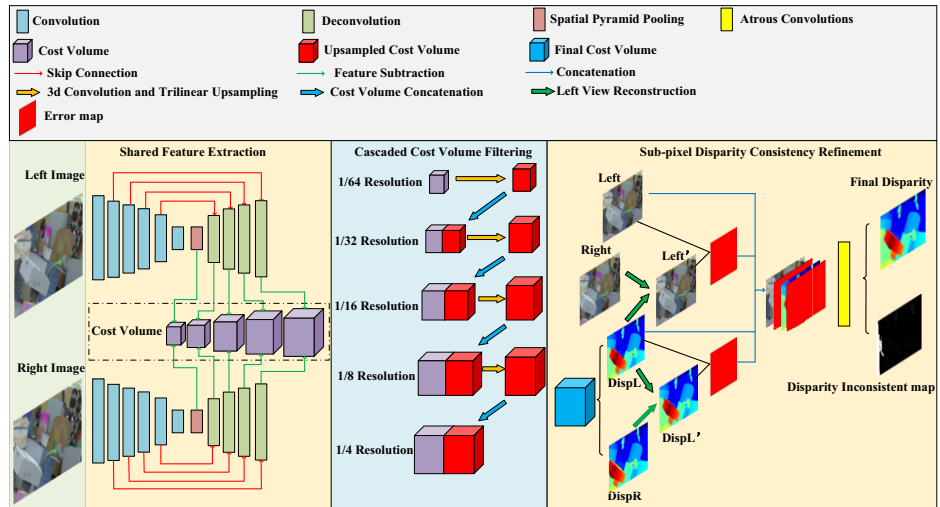 Convolution
Deconvolution
Spatial Pyramid Pooling
Atrous Convolutions
Cost Volume
Upsampled Cost Volume
Final Cost Volume
Skip Connection
Feature Subtraction
Concatenation
3d Convolution and Trilinear Upsampling
Cost Volume Concatenation
Left View Reconstruction
Error map
Shared Feature Extraction
Cascaded Cost Volume Filtering
Sub-pixel Disparity Consistency Refinement
Left Image
Cost Volume
Right Image
1/64 Resolution
1/32 Resolution
1/16 Resolution
1/8 Resolution
1/4 Resolution
Left
Right
Left’
DispL
DispL’
DispR
Final Disparity
Disparity Inconsistent map